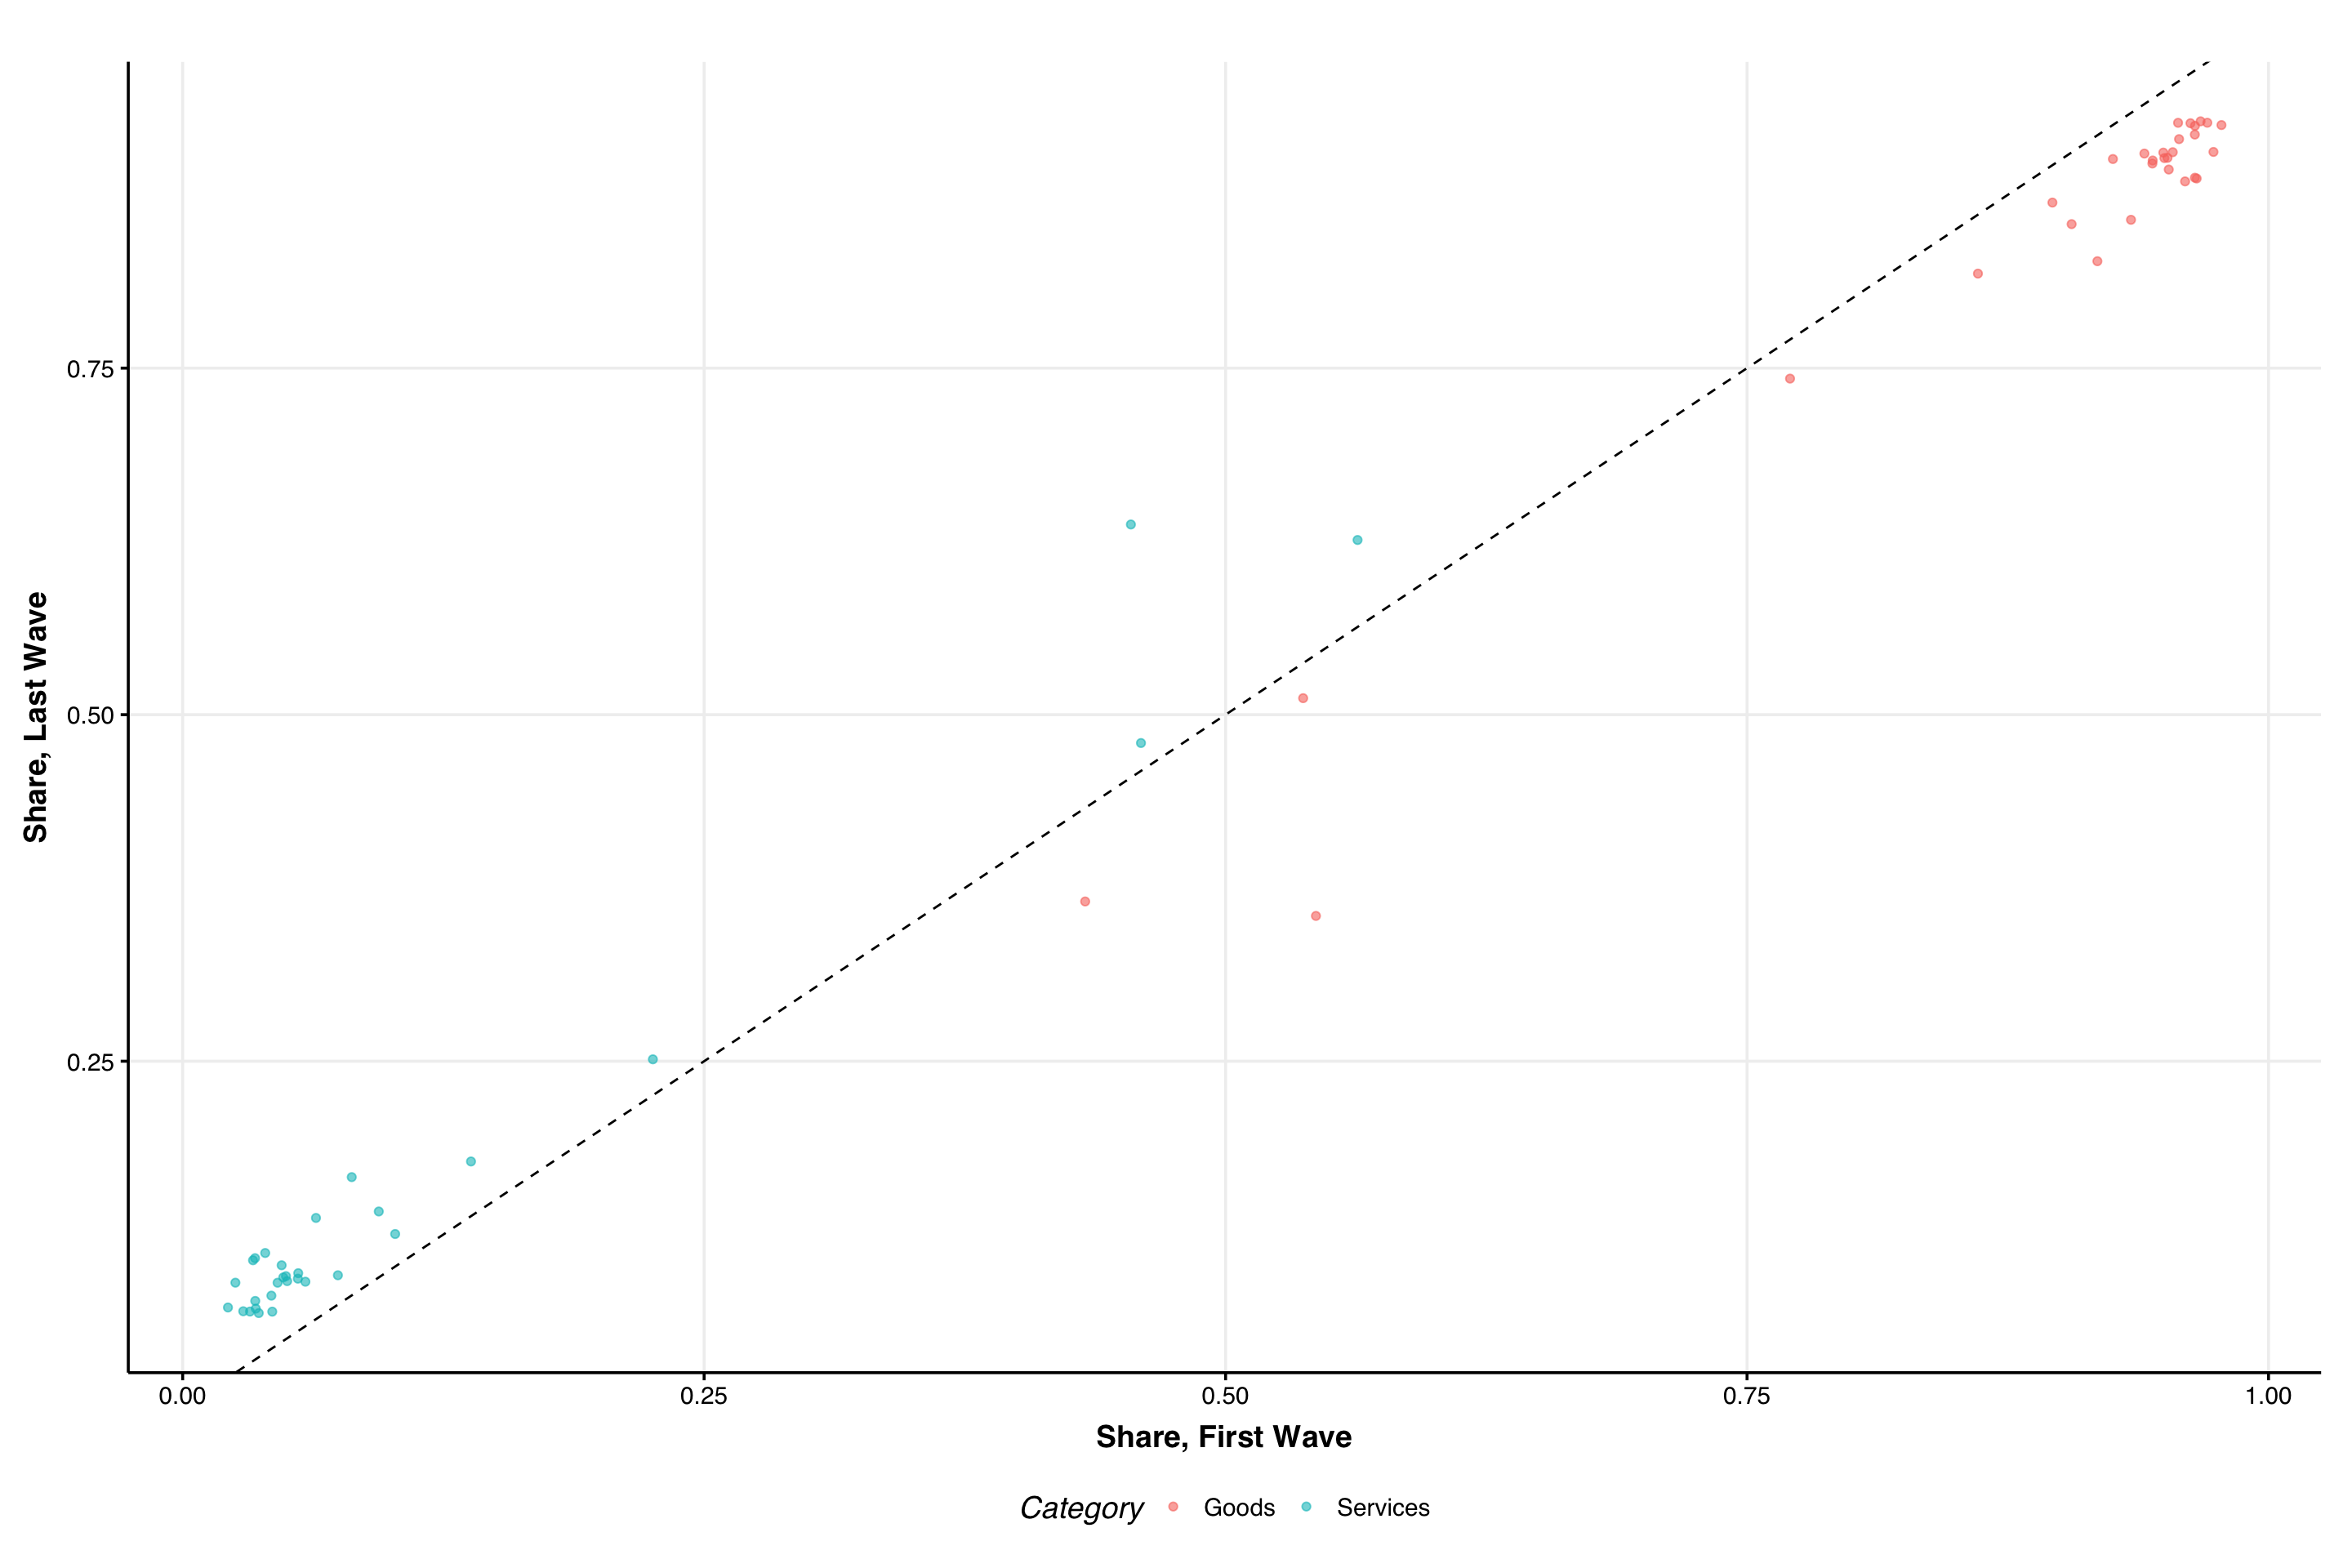 Share, Last Wave
0.75
0.50
0.25
0.00 0.25 0.50 0.75 1.00
Share, First Wave
Category Goods Services